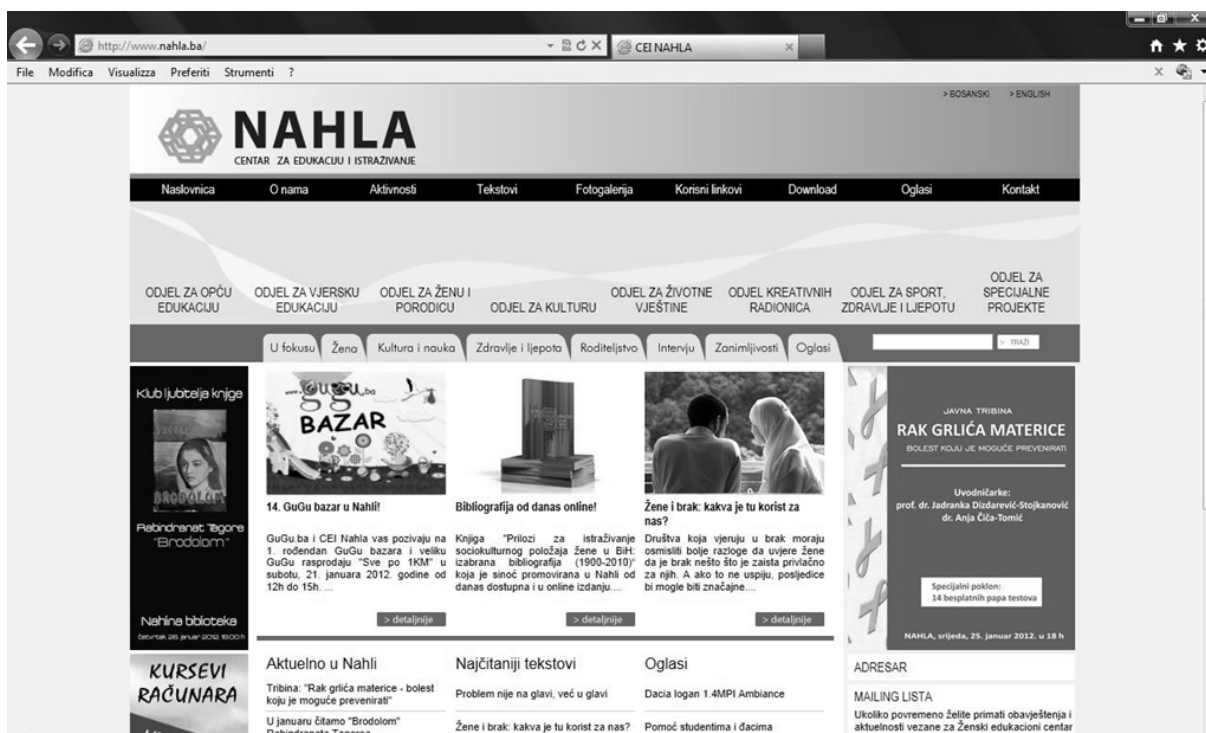 http://www.nahla.ba/
CEI NAHLA
File Modifica Visualizza Preferiti Strumenti ?
> BOSANSKI > ENGLISH
NAHLA
CENTAR ZA EDUKACIJU I ISTRAŽIVANJE
Naslovnica O nama Aktivnosti Tekstovi Fotogalerija Korisni linkovi Download Oglasi Kontakt
ODJEL ZA OPĆU
EDUKACIJU
ODJEL ZA VJERSKU
EDUKACIJU
ODJEL ZA ŽENU I
PORODICU
ODJEL ZA KULTURU
ODJEL ZA ŽIVOTNE
VJEŠTINE
ODJEL KREATIVNIH
RADIONICA
ODJEL ZA SPORT,
ZDRAVLJE I LJEPOTU
ODJEL ZA
SPECIJALNE
PROJEKTE
U fokusu Žena Kultura i nauka Zdravlje i ljepota Roditeljstvo Intervju Zanimljivosti Oglasi
> TRAŽI
Klub ljubitelja knjige
BRODOLOM
Rabindranat Tagore
"Brodolom"
Nahlina biblioteka
četvrtak 26. januar 2012. 18:00 h
KURSEVI
RAČUNARA
www.GuGu.ba
BAZAR
14. GuGu bazar u Nahli!
GuGu.ba i CEI Nahla vas pozivaju na
1. rođendan GuGu bazara i veliku
GuGu rasprodaju "Sve po 1KM" u
subotu, 21. januara 2012. godine od
12h do 15h. ...
> detaljnije
Bibliografija od danas online!
Knjiga "Prilozi za istraživanje
sociokulturnog položaja žene u BiH:
izabrana bibliografija (1900-2010)"
koja je sinoć promovirana u Nahli od
danas dostupna i u online izdanju....
> detaljnije
Žene i brak: kakva je tu korist za
nas?
Društva koja vjeruju u brak moraju
osmisliti bolje razloge da uvjere žene
da je brak nešto što je zaista privlačno
za njih. A ako to ne uspiju, posljedice
bi mogle biti značajne....
> detaljnije
JAVNA TRIBINA
RAK GRLIĆA MATERICE
BOLEST KOJU JE MOGUĆE PREVENIRATI
Uvodničarke:
prof. dr. Jadranka Dizdarević-Stojkanović
dr. Anja Čiča-Tomić
Specijalni poklon:
14 besplatnih papa testova
NAHLA, srijeda, 25. januar 2012. u 18 h
Aktuelno u Nahli
Tribina: "Rak grlića materice - bolest
koju je moguće prevenirati"
U januaru čitamo "Brodolom"
Rabindranata Tagorea
Najčitaniji tekstovi
Problem nije na glavi, već u glavi
Žene i brak: kakva je tu korist za nas?
Oglasi
Dacia logan 1.4MPI Ambiance
Pomoć studentima i đacima
ADRESAR
MAILING LISTA
Ukoliko povremeno želite primati obavještenja i
aktuelnosti vezane za Ženski edukacioni centar